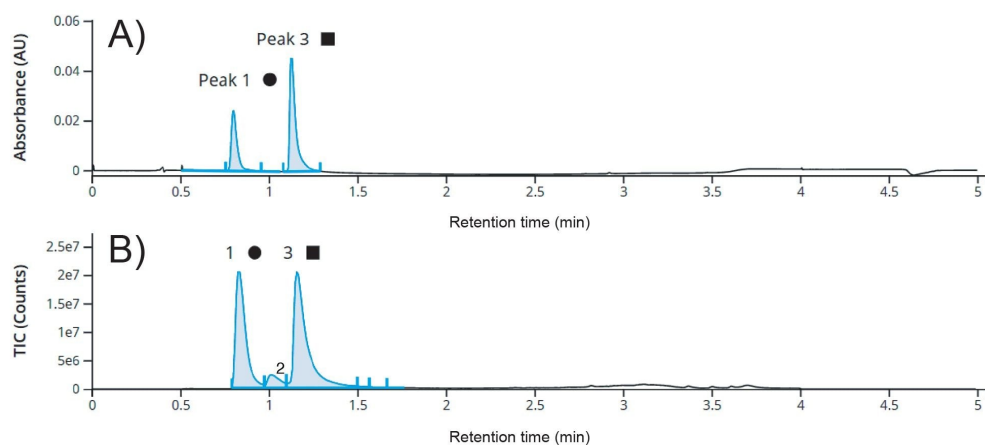 A)
Absorbance (AU)
0.06
0.04
0.02
0
Peak 1
Peak 3
0 0.5 1 1.5 2 2.5 3 3.5 4 4.5 5
Retention time (min)
B)
TIC (Counts)
2.5e7
2e7
1.5e7
1e7
5e6
0
1
3
2
0 0.5 1 1.5 2 2.5 3 3.5 4 4.5 5
Retention time (min)